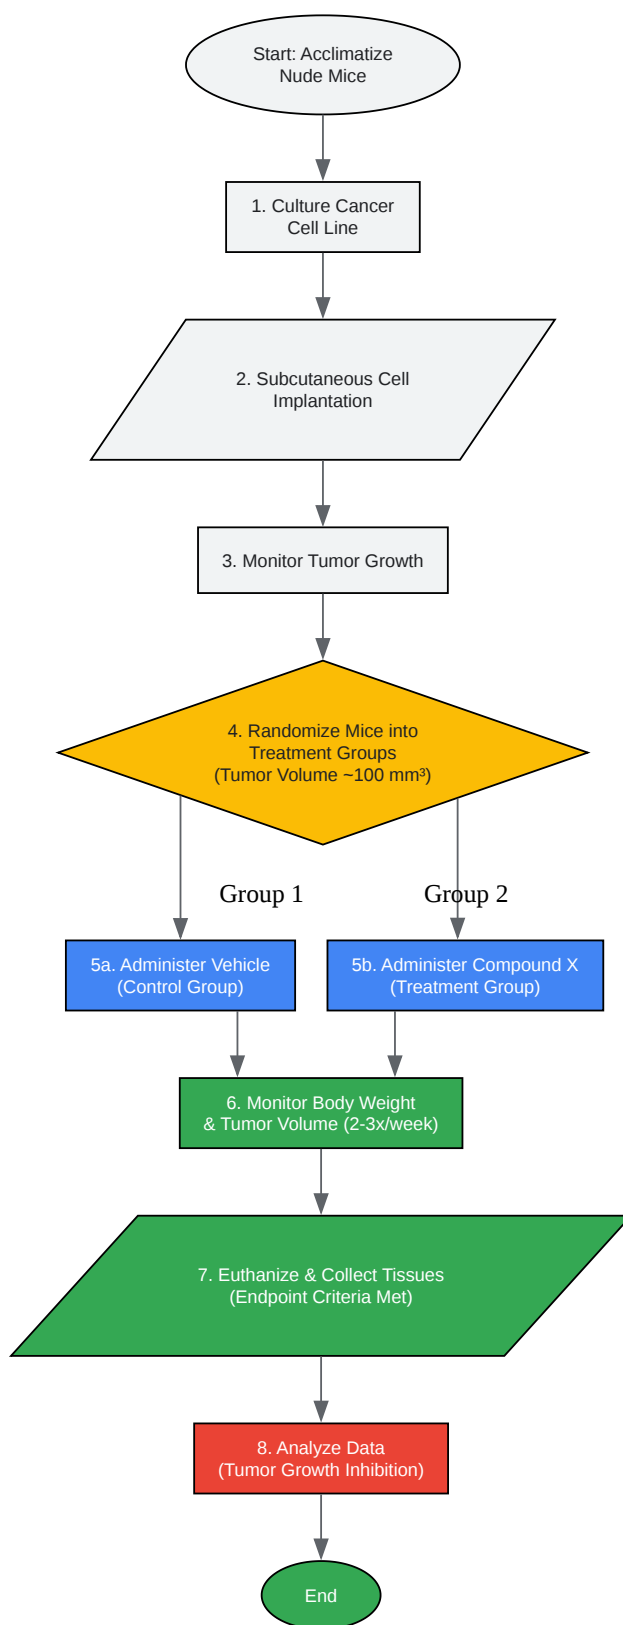 Start: Acclimatize
Nude Mice
1. Culture Cancer
Cell Line
2. Subcutaneous Cell
Implantation
3. Monitor Tumor Growth
4. Randomize Mice into
Treatment Groups
(Tumor Volume ~100 mm³)
Group 1
Group 2
5a. Administer Vehicle
(Control Group)
5b. Administer Compound X
(Treatment Group)
6. Monitor Body Weight
& Tumor Volume (2-3x/week)
7. Euthanize & Collect Tissues
(Endpoint Criteria Met)
8. Analyze Data
(Tumor Growth Inhibition)
End